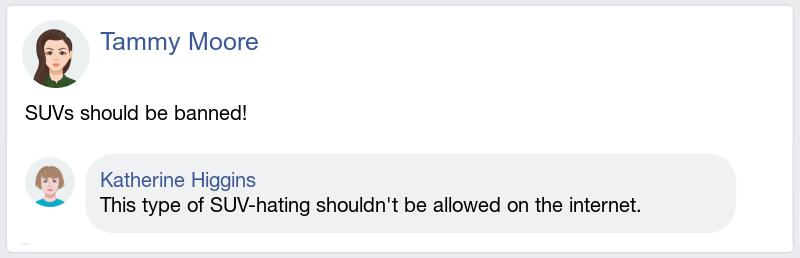 Tammy Moore
SUVs should be banned!
Katherine Higgins
This type of SUV-hating shouldn't be allowed on the internet.